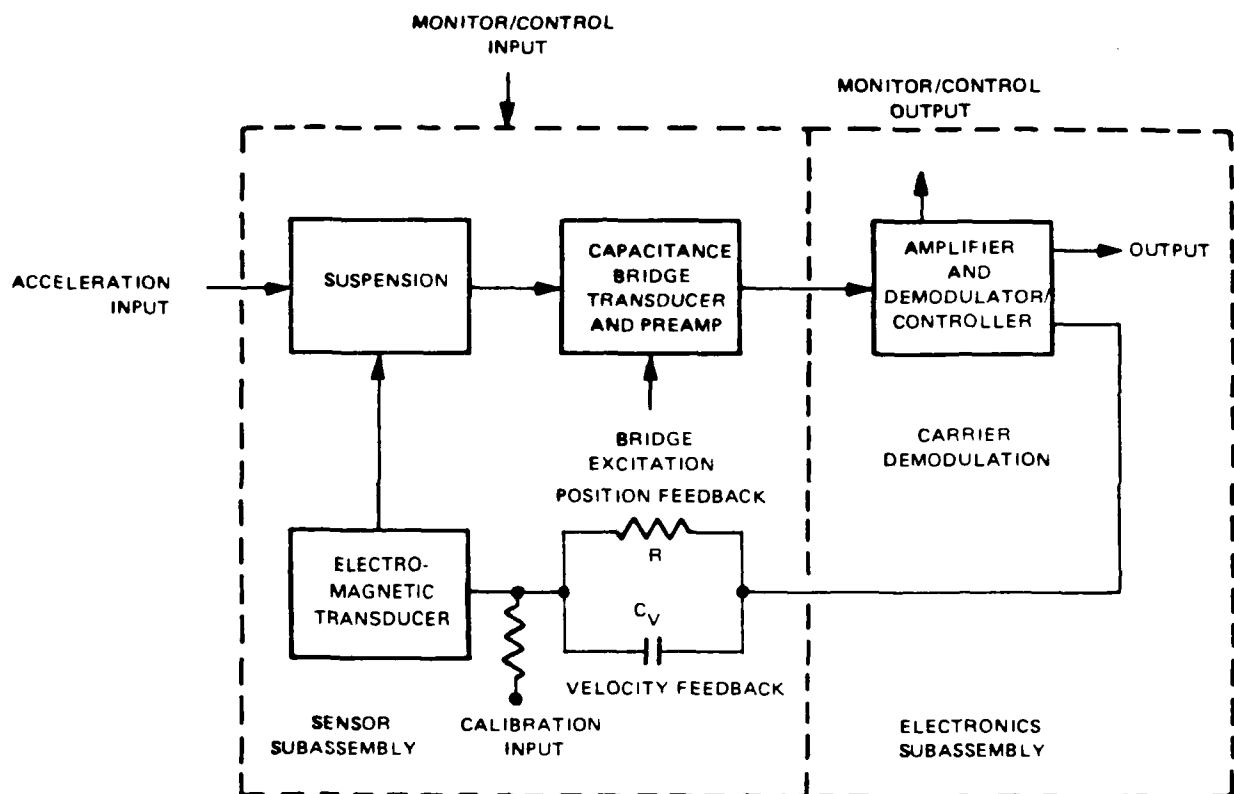 MONITOR/CONTROL
INPUT
MONITOR/CONTROL
OUTPUT
ACCELERATION
INPUT
SUSPENSION
CAPACITANCE
BRIDGE
TRANSDUCER
AND PREAMP
AMPLIFIER
AND
DEMODULATOR/
CONTROLLER
OUTPUT
BRIDGE
EXCITATION
CARRIER
DEMODULATION
POSITION FEEDBACK
R
ELECTRO-
MAGNETIC
TRANSDUCER
CV
VELOCITY FEEDBACK
SENSOR
SUBASSEMBLY
CALIBRATION
INPUT
ELECTRONICS
SUBASSEMBLY